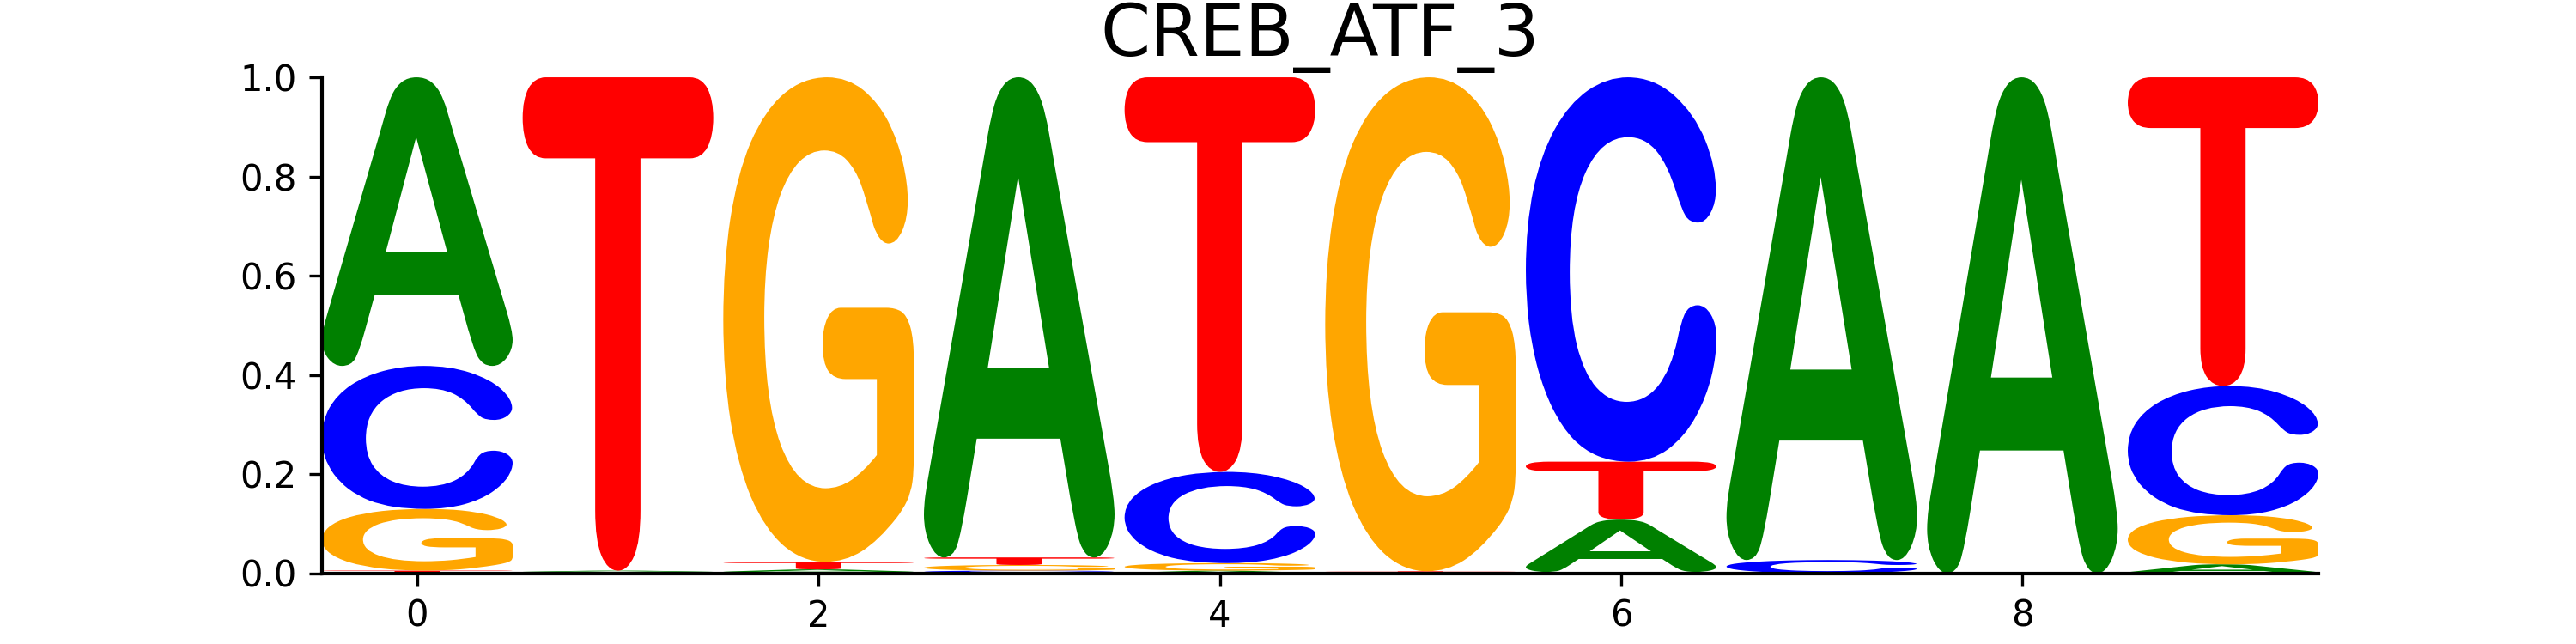 CREB_ATF_3
1.0
0.8
0.6
0.4
0.2
0.0
A T G A T G C A A T
C C T C
G T T G A C G
T A G G A
0 2 4 6 8